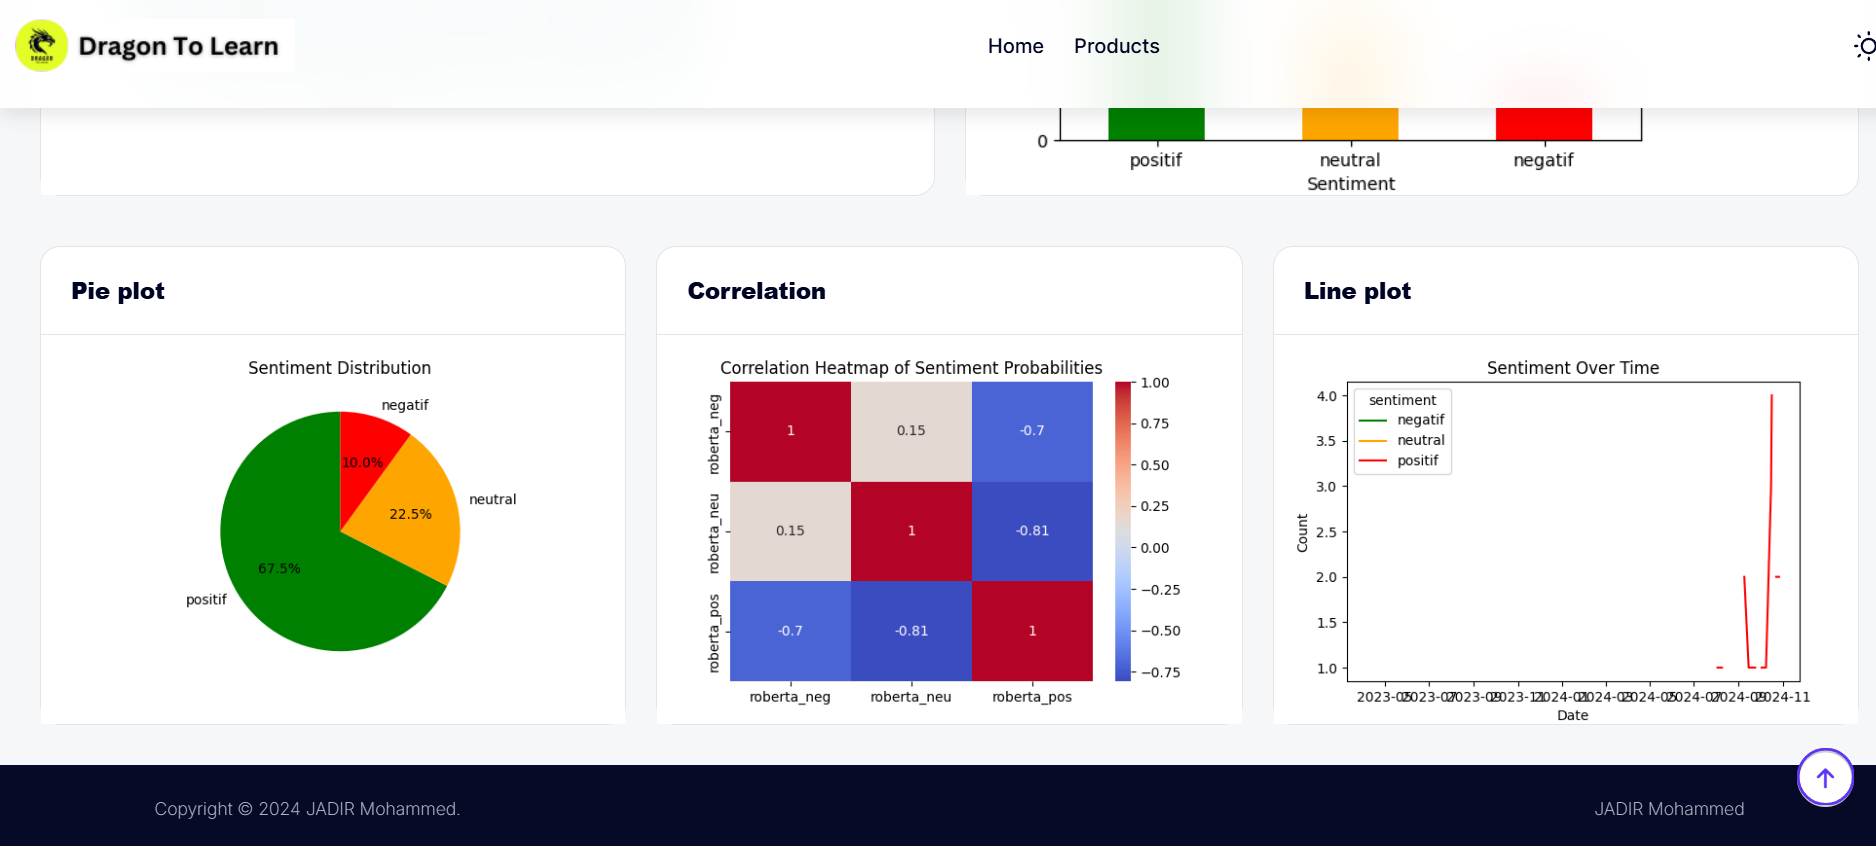 DRAGON
Dragon To Learn
Home
Products
0
positif
neutral
negatif
Sentiment
Pie plot
Sentiment Distribution
negatif
10.0%
neutral
22.5%
67.5%
positif
Correlation
Correlation Heatmap of Sentiment Probabilities
roberta_neg
1
0.15
-0.7
roberta_neu
0.15
1
-0.81
roberta_pos
-0.7
-0.81
1
roberta_neg
roberta_neu
roberta_pos
1.00
0.75
0.50
0.25
0.00
−0.25
−0.50
−0.75
Line plot
Sentiment Over Time
sentiment
negatif
neutral
positif
Count
4.0
3.5
3.0
2.5
2.0
1.5
1.0
2023-05
2023-07
2023-09
2023-11
2024-01
2024-03
2024-05
2024-07
2024-09
2024-11
Date
Copyright © 2024 JADIR Mohammed.
JADIR Mohammed